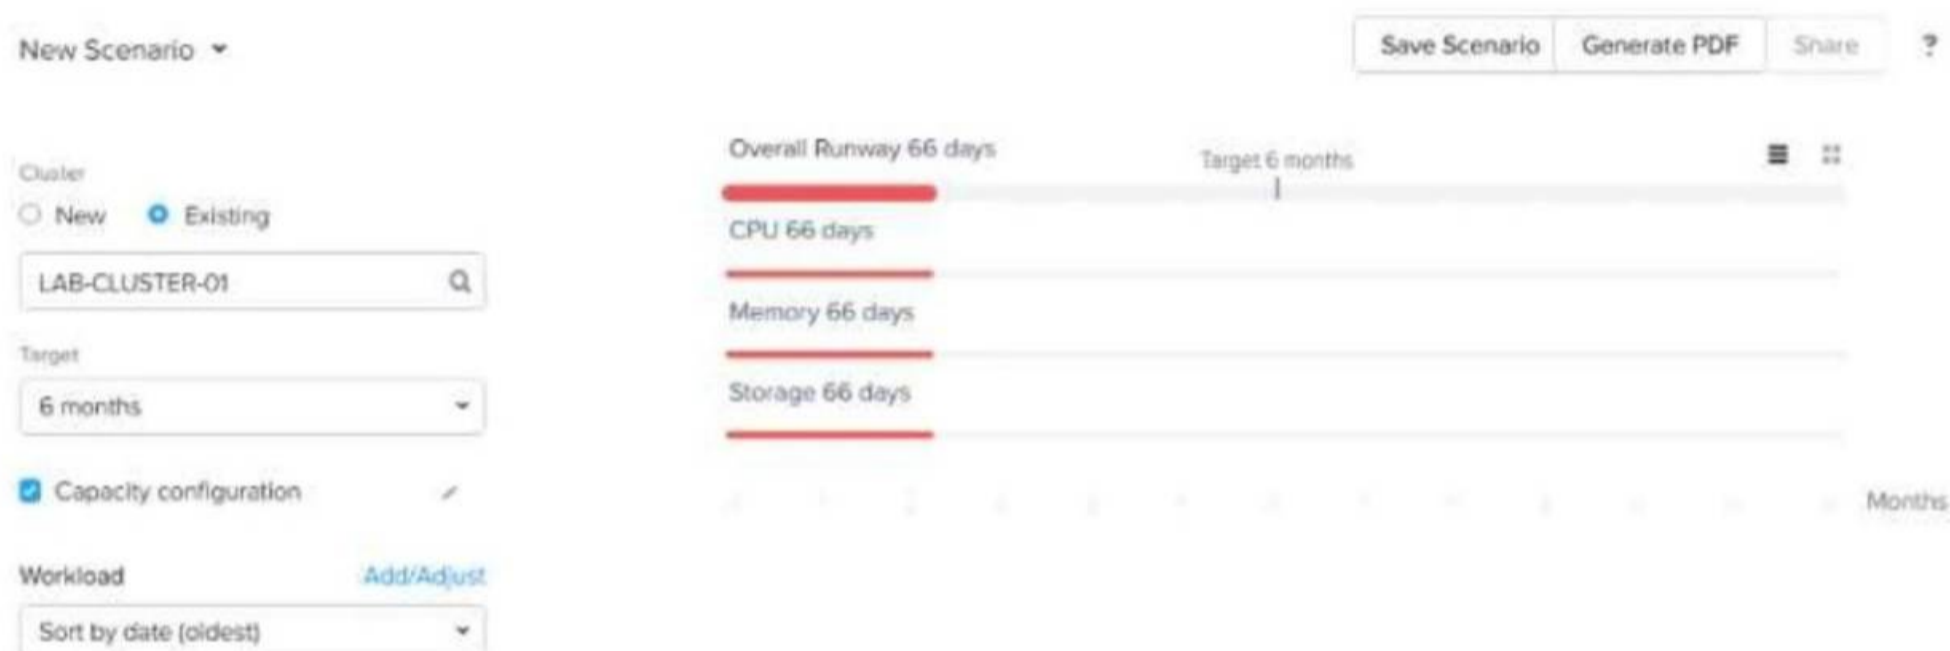 New Scenario
Save Scenario
Generate PDF
Share
?
Cluster
New
Existing
LAB-CLUSTER-01
Target
6 months
Capacity configuration
Workload
Add/Adjust
Sort by date (oldest)
Overall Runway 66 days
Target 6 months
CPU 66 days
Memory 66 days
Storage 66 days
Months